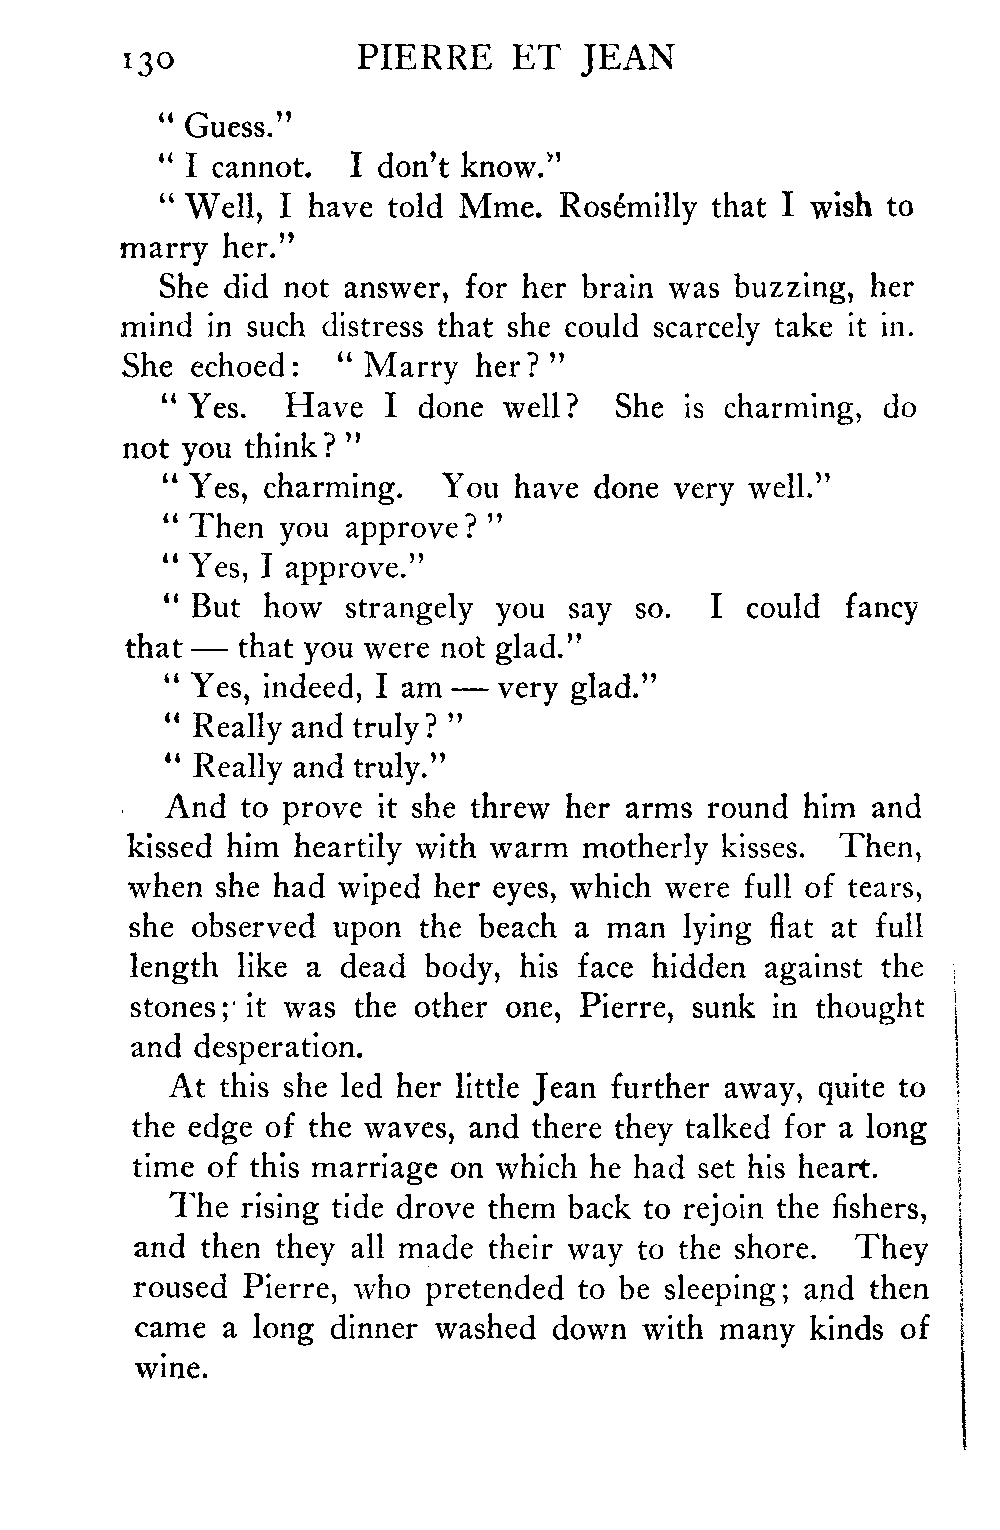 130 PIERRE ET JEAN
" Guess."
" I cannot. I don't know."
" Well, I have told Mme. Rosémilly that I wish to
marry her."
She did not answer, for her brain was buzzing, her
mind in such distress that she could scarcely take it in.
She echoed: " Marry her? "
" Yes. Have I done well? She is charming, do
not you think? "
" Yes, charming. You have done very well."
" Then you approve? "
" Yes, I approve."
" But how strangely you say so. I could fancy
that — that you were not glad."
" Yes, indeed, I am — very glad."
" Really and truly? "
" Really and truly."
And to prove it she threw her arms round him and
kissed him heartily with warm motherly kisses. Then,
when she had wiped her eyes, which were full of tears,
she observed upon the beach a man lying flat at full
length like a dead body, his face hidden against the
stones; it was the other one, Pierre, sunk in thought
and desperation.
At this she led her little Jean further away, quite to
the edge of the waves, and there they talked for a long
time of this marriage on which he had set his heart.
The rising tide drove them back to rejoin the fishers,
and then they all made their way to the shore. They
roused Pierre, who pretended to be sleeping; and then
came a long dinner washed down with many kinds of
wine.